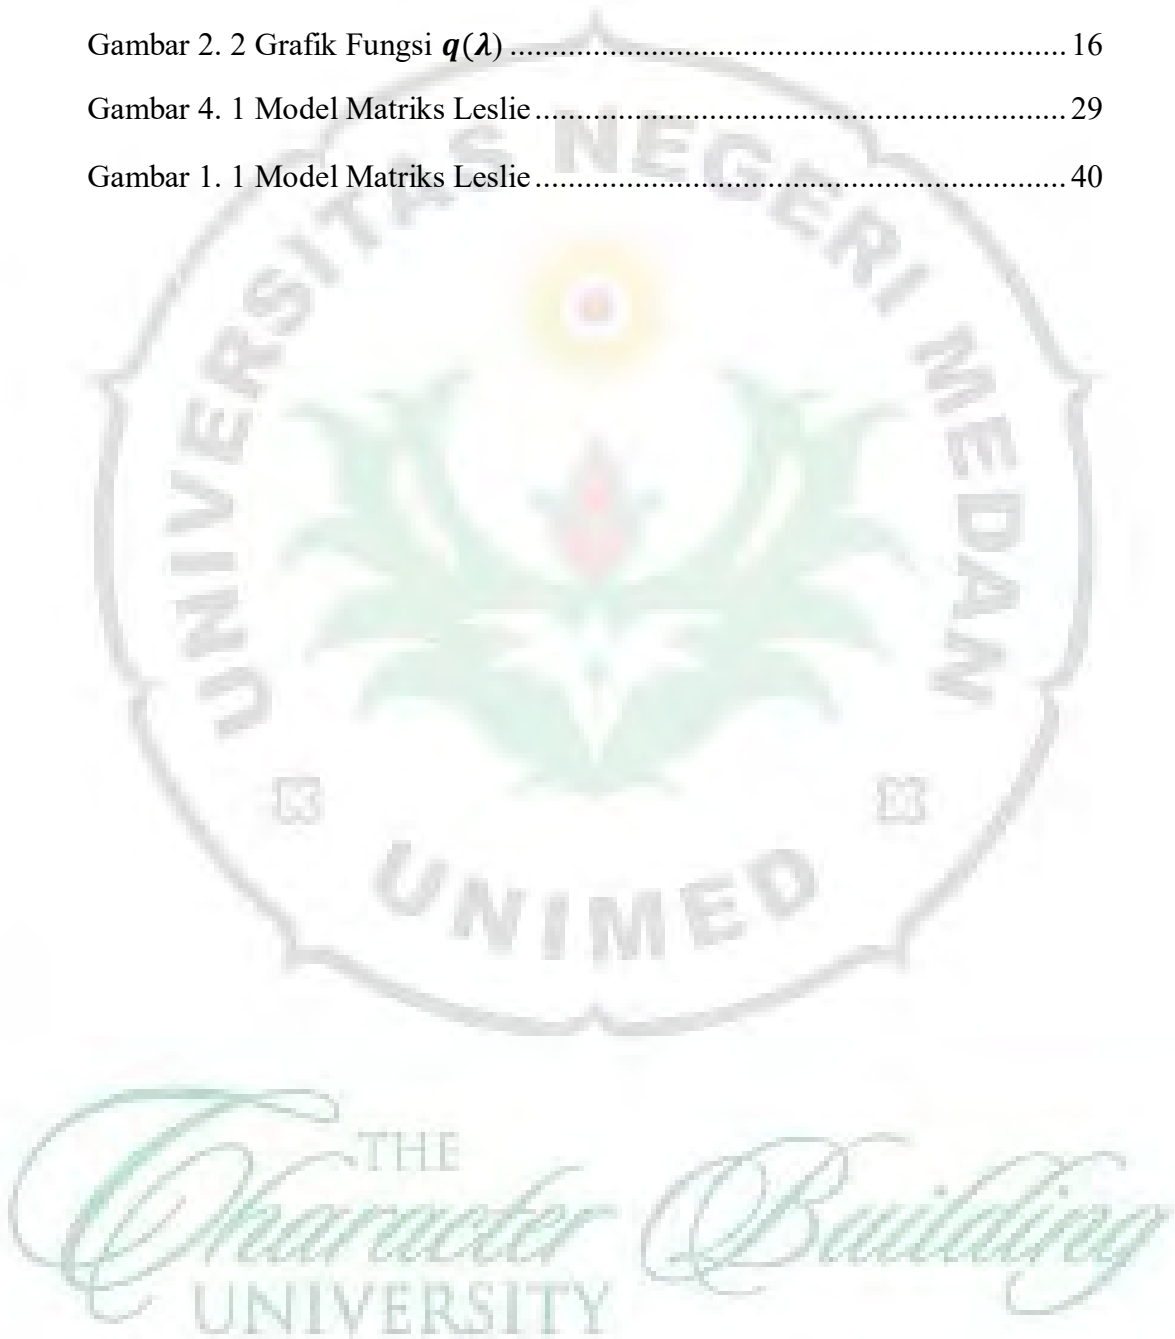 Gambar 2. 2 Grafik Fungsi q(λ) ........................................................................ 16
Gambar 4. 1 Model Matriks Leslie..................................................................... 29
Gambar 1. 1 Model Matriks Leslie..................................................................... 40
UNIVERSITAS NEGERI MEDAN
UNIMED
THE
Character Building
UNIVERSITY